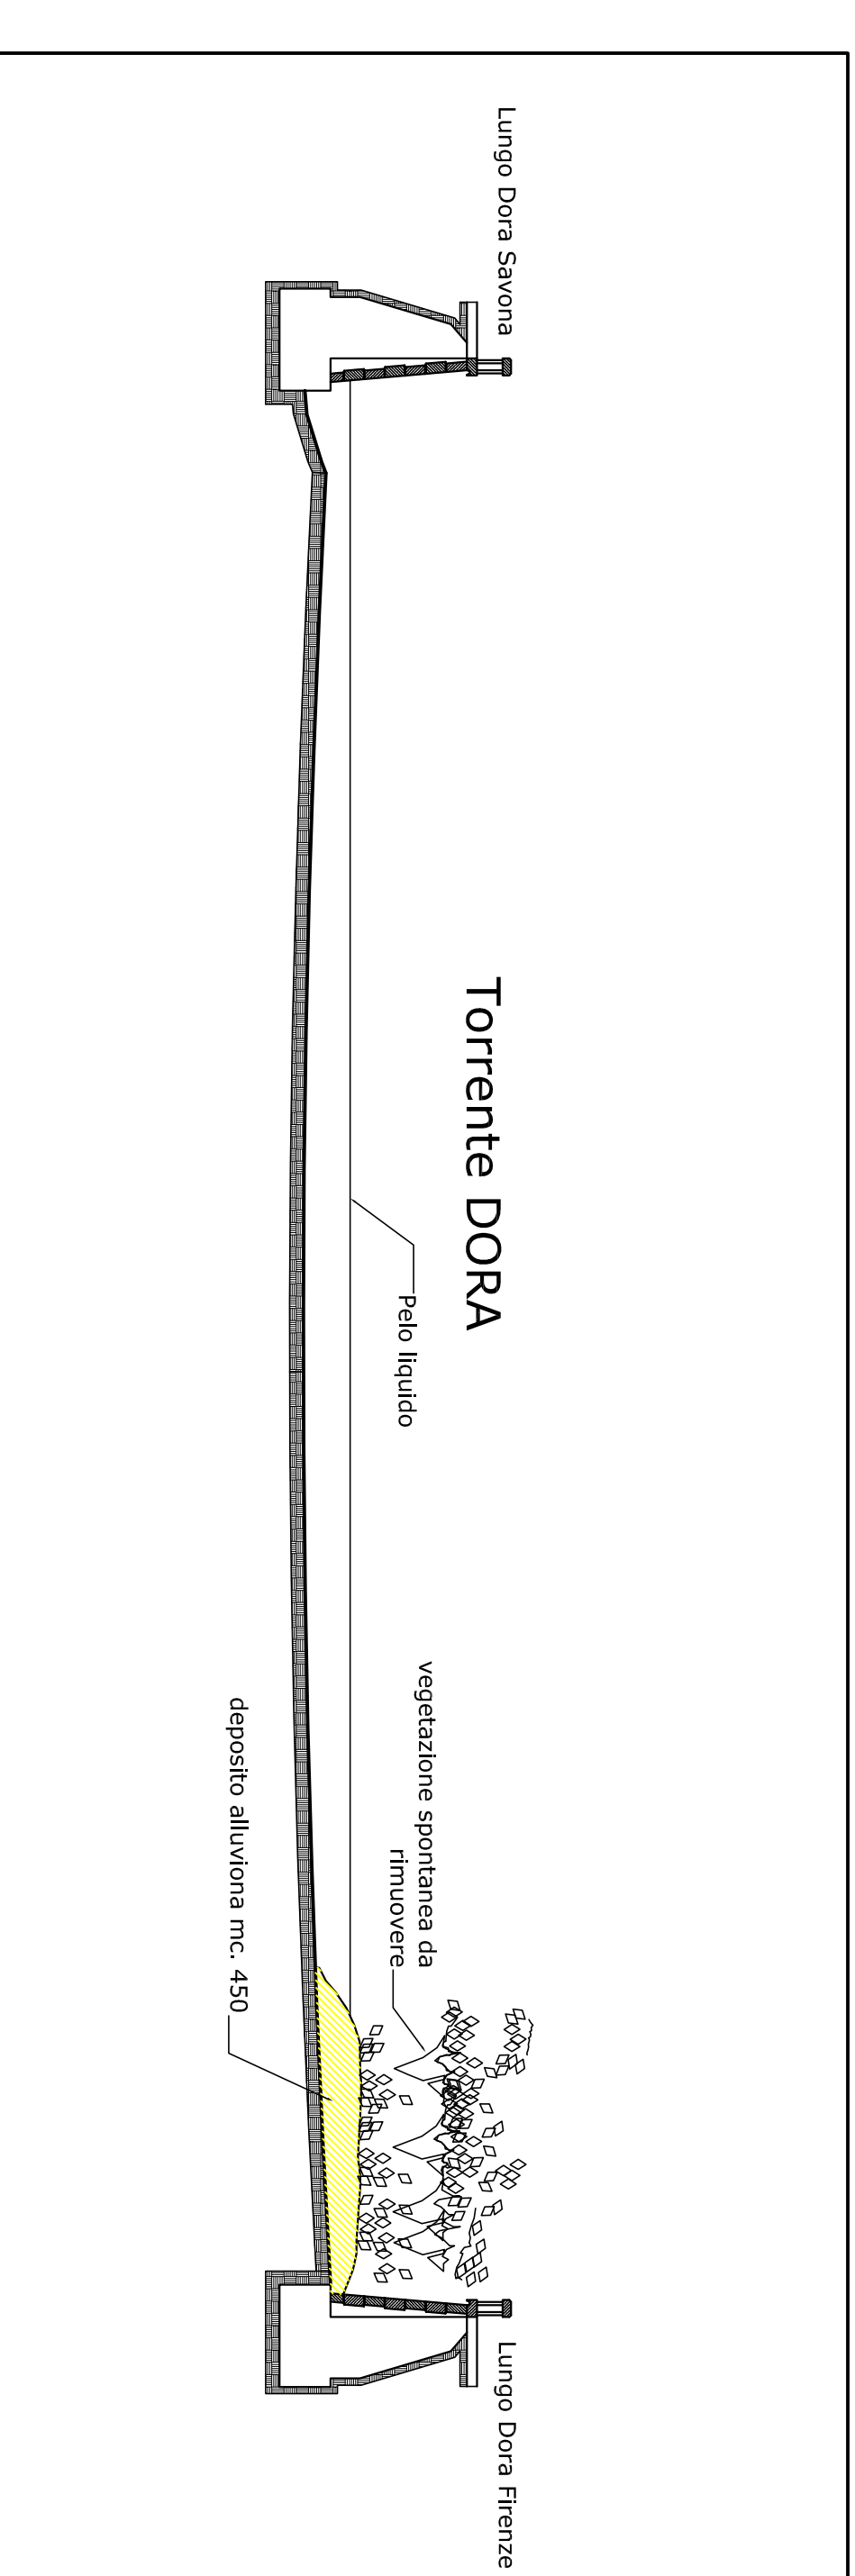 Lungo Dora Savona
Torrente DORA
Pelo liquido
vegetazione spontanea da
rimuovere
deposito alluviona mc. 450
Lungo Dora Firenze